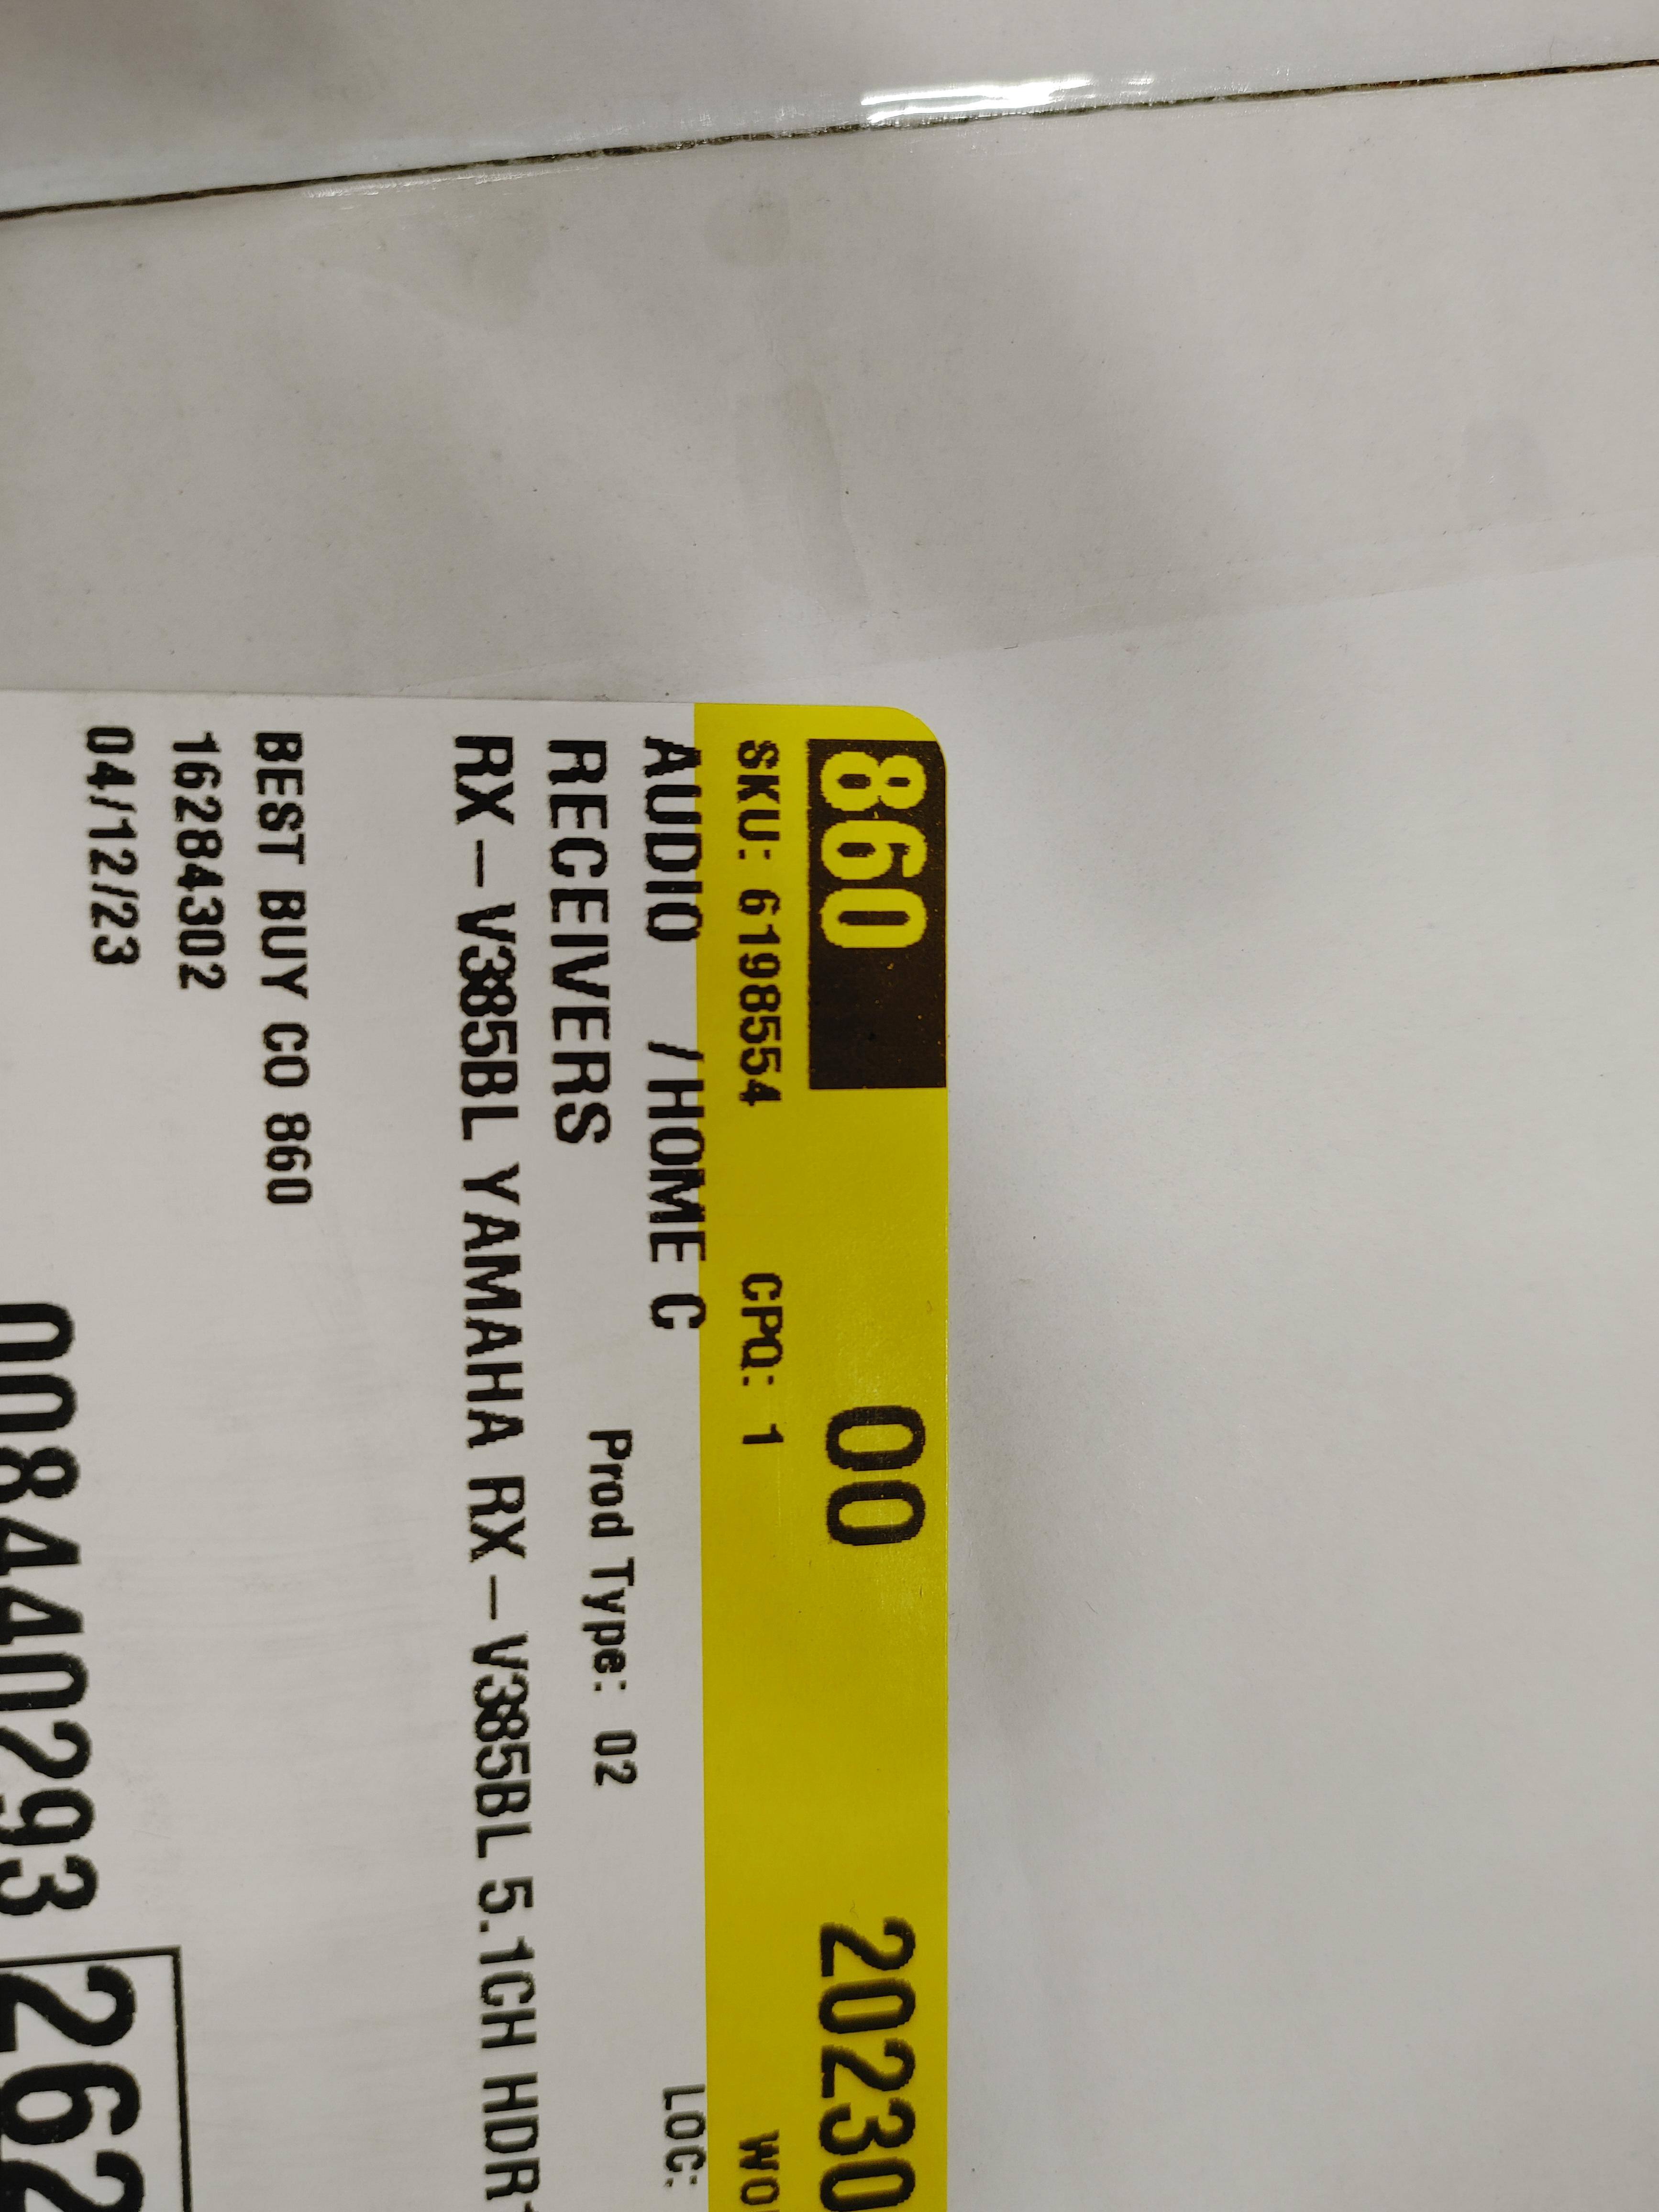 860 00 20230
SKU: 6198554 CPQ: 1
AUDIO /HOME C LOC:
RECEIVERS Prod Type: 02
RX-V385BL YAMAHA RX-V385BL 5.1CH HDR
BEST BUY CO 860
16284302
04/12/23
008440293 262